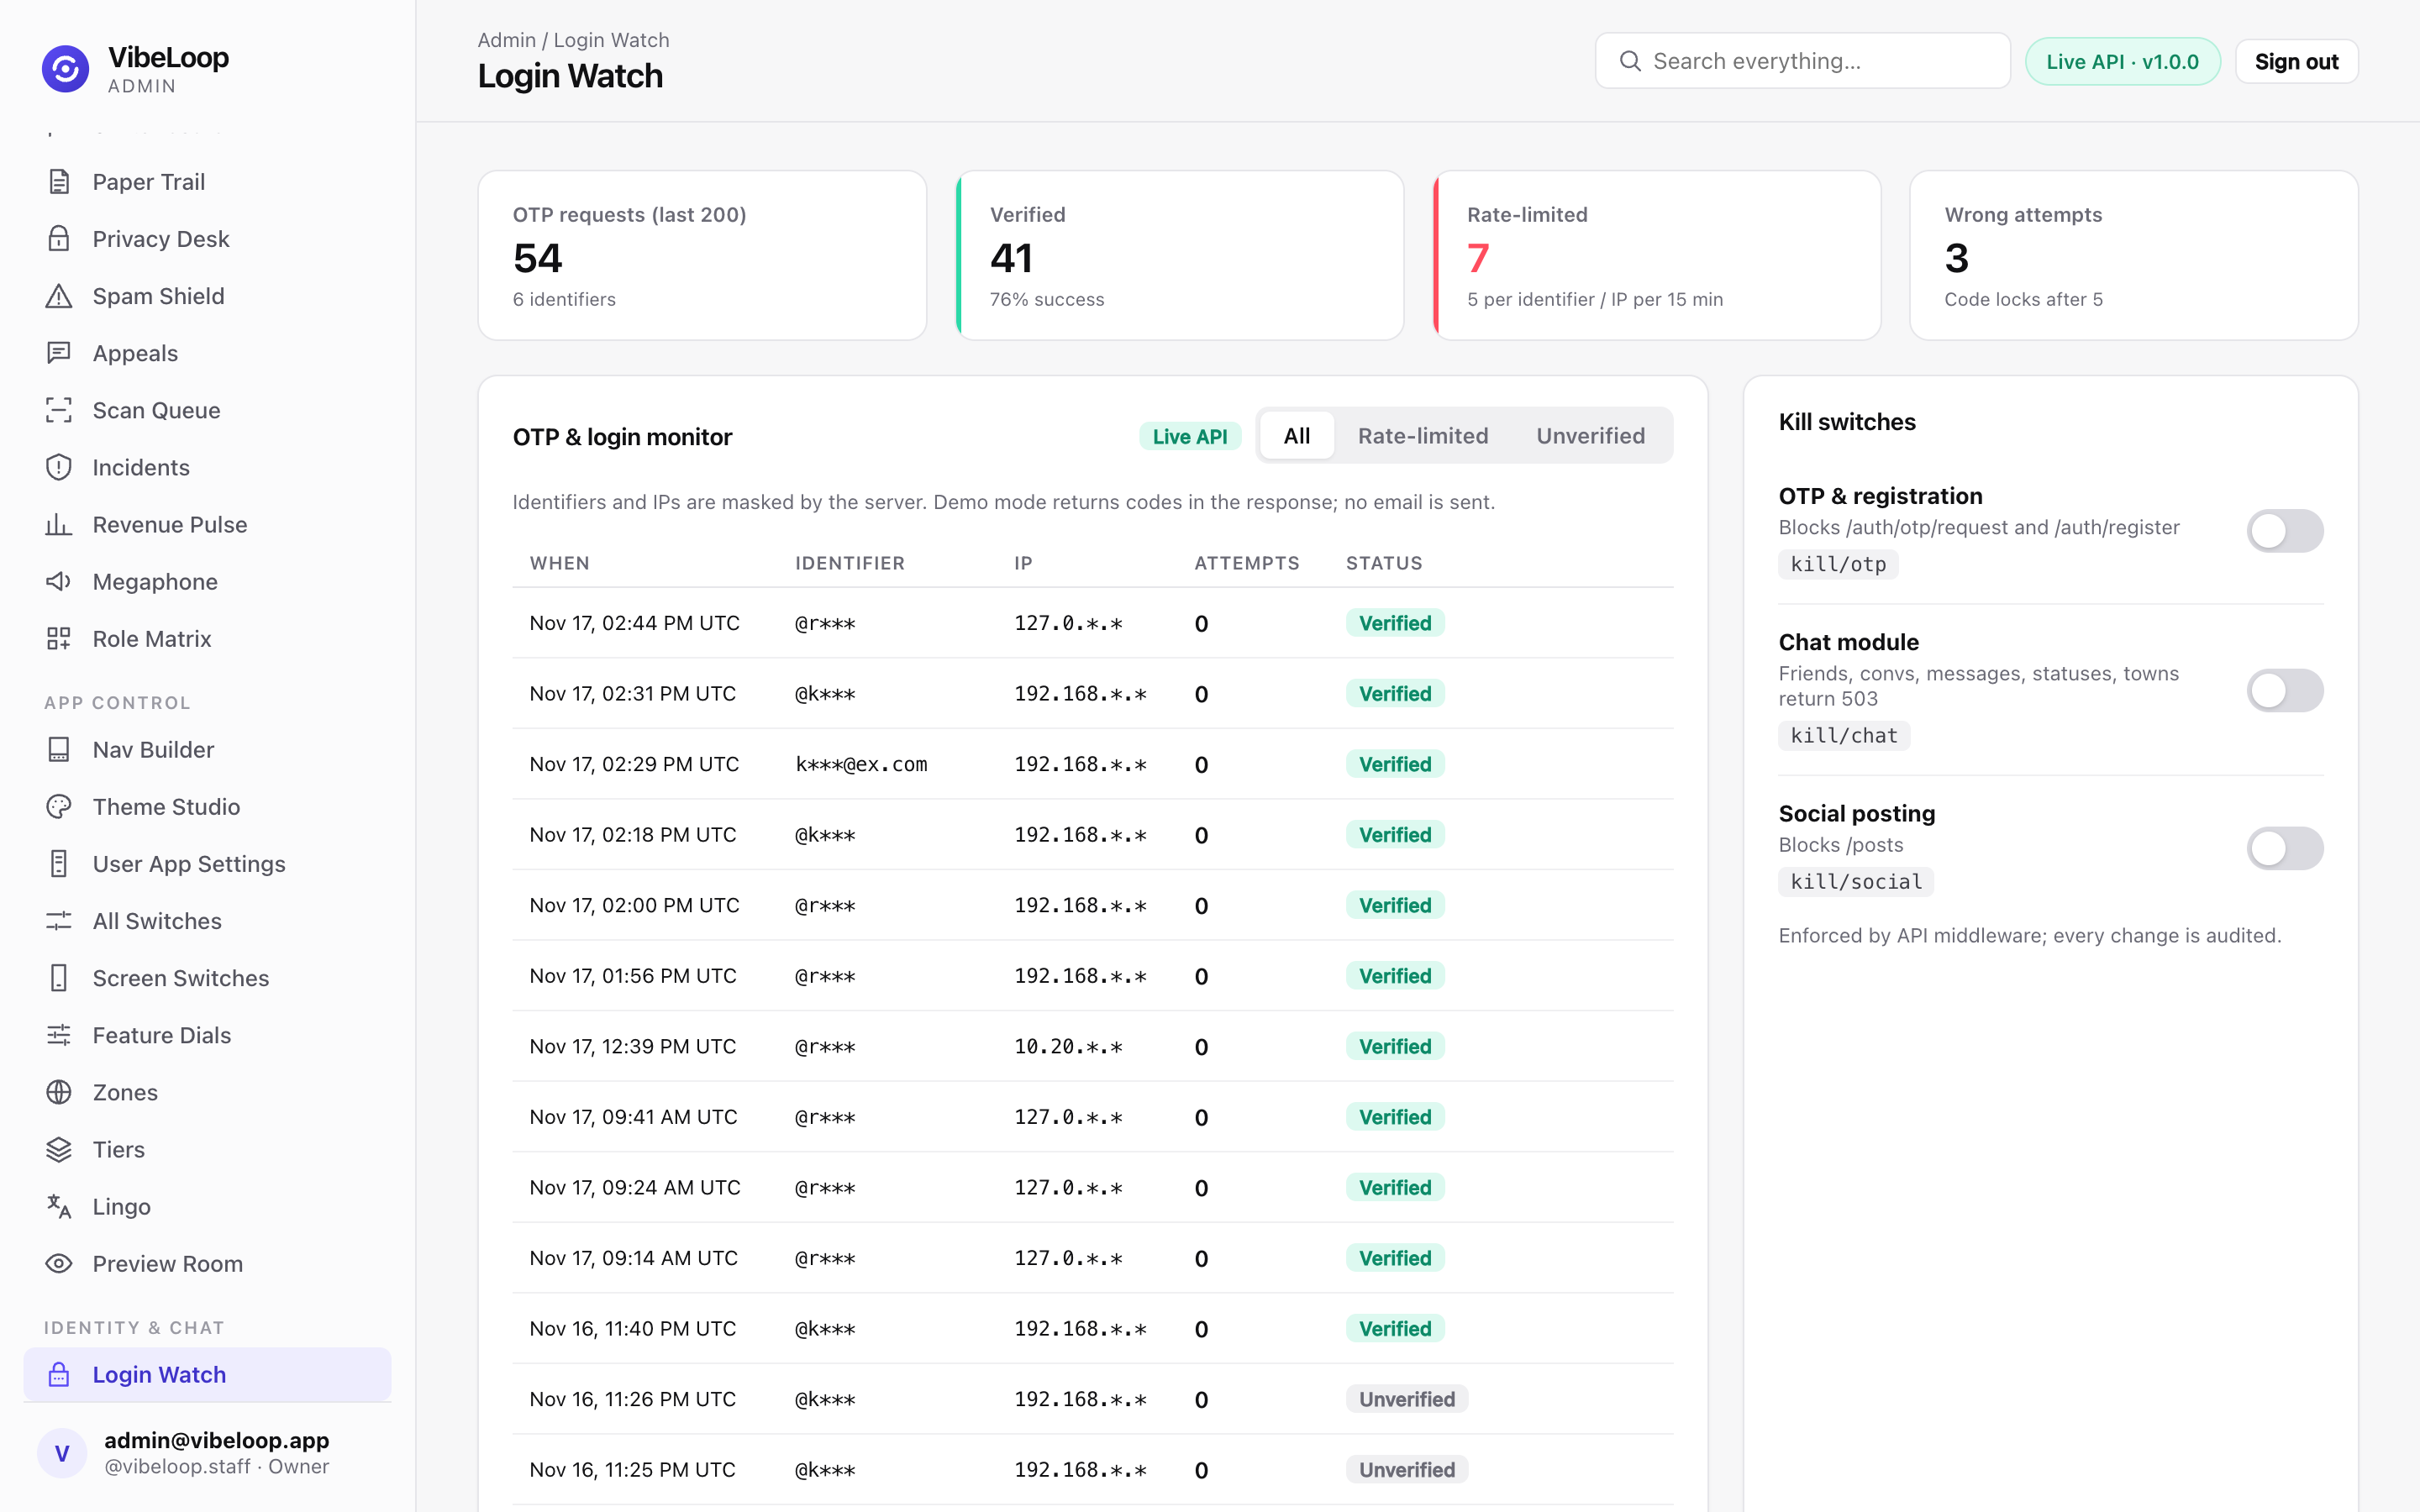 VibeLoop
ADMIN
Paper Trail
Privacy Desk
Spam Shield
Appeals
Scan Queue
Incidents
Revenue Pulse
Megaphone
Role Matrix
APP CONTROL
Nav Builder
Theme Studio
User App Settings
All Switches
Screen Switches
Feature Dials
Zones
Tiers
Lingo
Preview Room
IDENTITY & CHAT
Login Watch
V
admin@vibeloop.app
@vibeloop.staff · Owner
Admin / Login Watch
Login Watch
Search everything...
Live API · v1.0.0
Sign out
OTP requests (last 200)
54
6 identifiers
Verified
41
76% success
Rate-limited
7
5 per identifier / IP per 15 min
Wrong attempts
3
Code locks after 5
OTP & login monitor
Live API
All
Rate-limited
Unverified
Identifiers and IPs are masked by the server. Demo mode returns codes in the response; no email is sent.
WHEN IDENTIFIER IP ATTEMPTS STATUS
Nov 17, 02:44 PM UTC @r*** 127.0.*.* 0 Verified
Nov 17, 02:31 PM UTC @k*** 192.168.*.* 0 Verified
Nov 17, 02:29 PM UTC k***@ex.com 192.168.*.* 0 Verified
Nov 17, 02:18 PM UTC @k*** 192.168.*.* 0 Verified
Nov 17, 02:00 PM UTC @r*** 192.168.*.* 0 Verified
Nov 17, 01:56 PM UTC @r*** 192.168.*.* 0 Verified
Nov 17, 12:39 PM UTC @r*** 10.20.*.* 0 Verified
Nov 17, 09:41 AM UTC @r*** 127.0.*.* 0 Verified
Nov 17, 09:24 AM UTC @r*** 127.0.*.* 0 Verified
Nov 17, 09:14 AM UTC @r*** 127.0.*.* 0 Verified
Nov 16, 11:40 PM UTC @k*** 192.168.*.* 0 Verified
Nov 16, 11:26 PM UTC @k*** 192.168.*.* 0 Unverified
Nov 16, 11:25 PM UTC @k*** 192.168.*.* 0 Unverified
Kill switches
OTP & registration
Blocks /auth/otp/request and /auth/register
kill/otp
Chat module
Friends, convs, messages, statuses, towns
return 503
kill/chat
Social posting
Blocks /posts
kill/social
Enforced by API middleware; every change is audited.